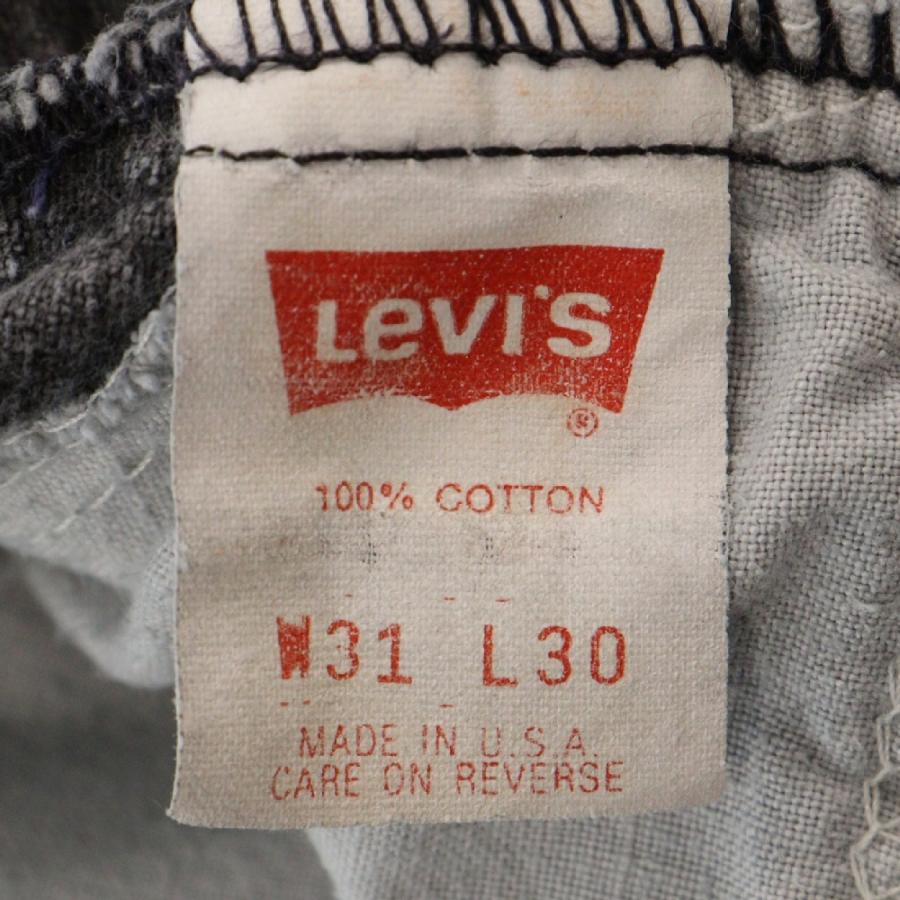 Levi's
®
100% COTTON
W31 L30
MADE IN U.S.A.
CARE ON REVERSE